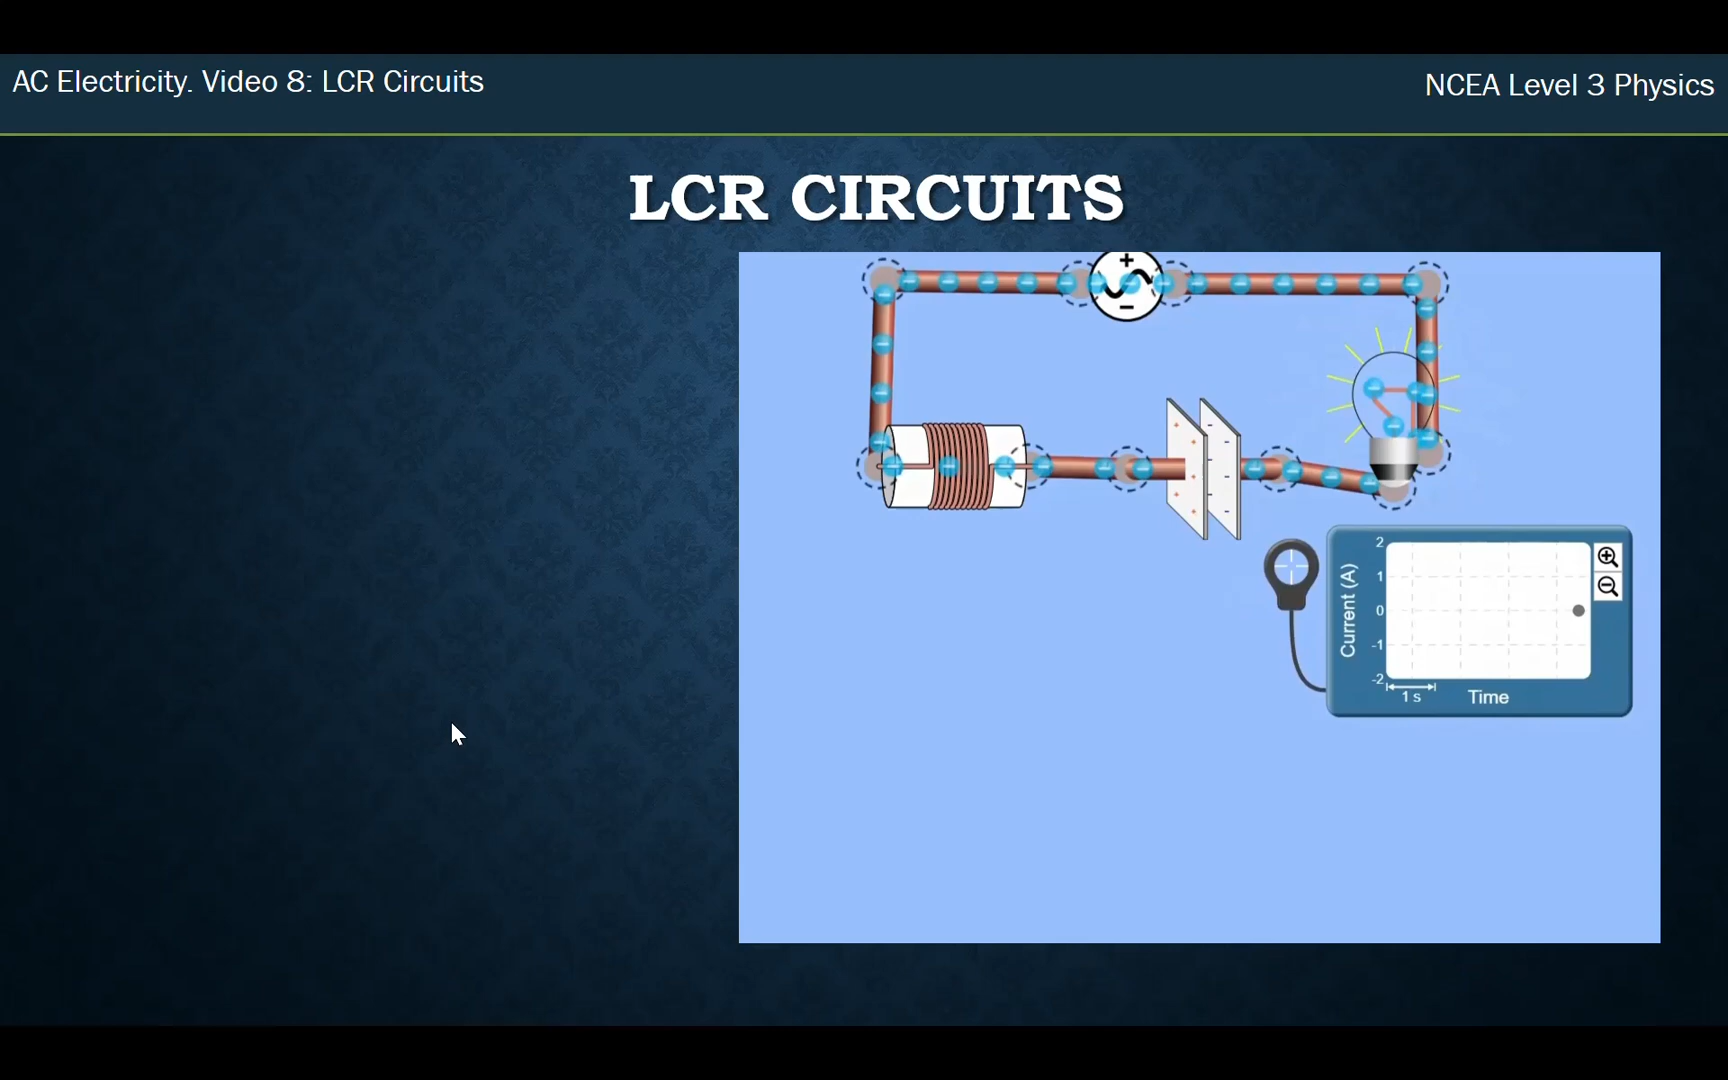 AC Electricity. Video 8: LCR Circuits
NCEA Level 3 Physics
LCR CIRCUITS
+
−
Current (A)
2
1
0
-1
-2
1 s
Time